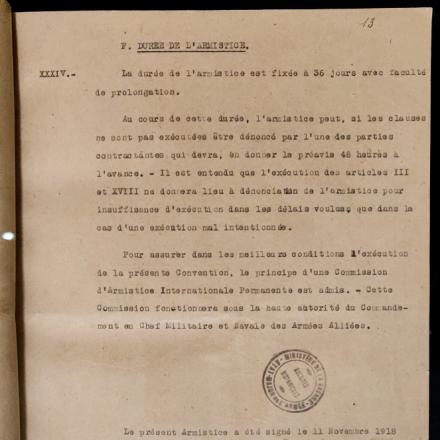 13
F. DURÉE DE L'ARMISTICE.
XXXIV.- La durée de l'armistice est fixée à 36 jours avec faculté
de prolongation.
Au cours de cette durée, l'armistice peut, si les clauses
ne sont pas exécutées être dénoncé par l'une des parties
contractantes qui devra, en donner le préavis 48 heures à
l'avance. - Il est entendu que l'exécution des articles III
et XVIII ne donnera lieu à dénonciation de l'armistice pour
insuffisance d'exécution dans les délais voulus, que dans le
cas d'une exécution mal intentionnée.
Pour assurer dans les meilleurs conditions l'exécution
de la présente Convention, le principe d'une Commission
d'Armistice Internationale Permanente est admis. - Cette
Commission fonctionnera sous la haute autorité du Commande-
ment en Chef Militaire et Navale des Armées Alliées.
Le présent Armistice a été signé le 11 Novembre 1918